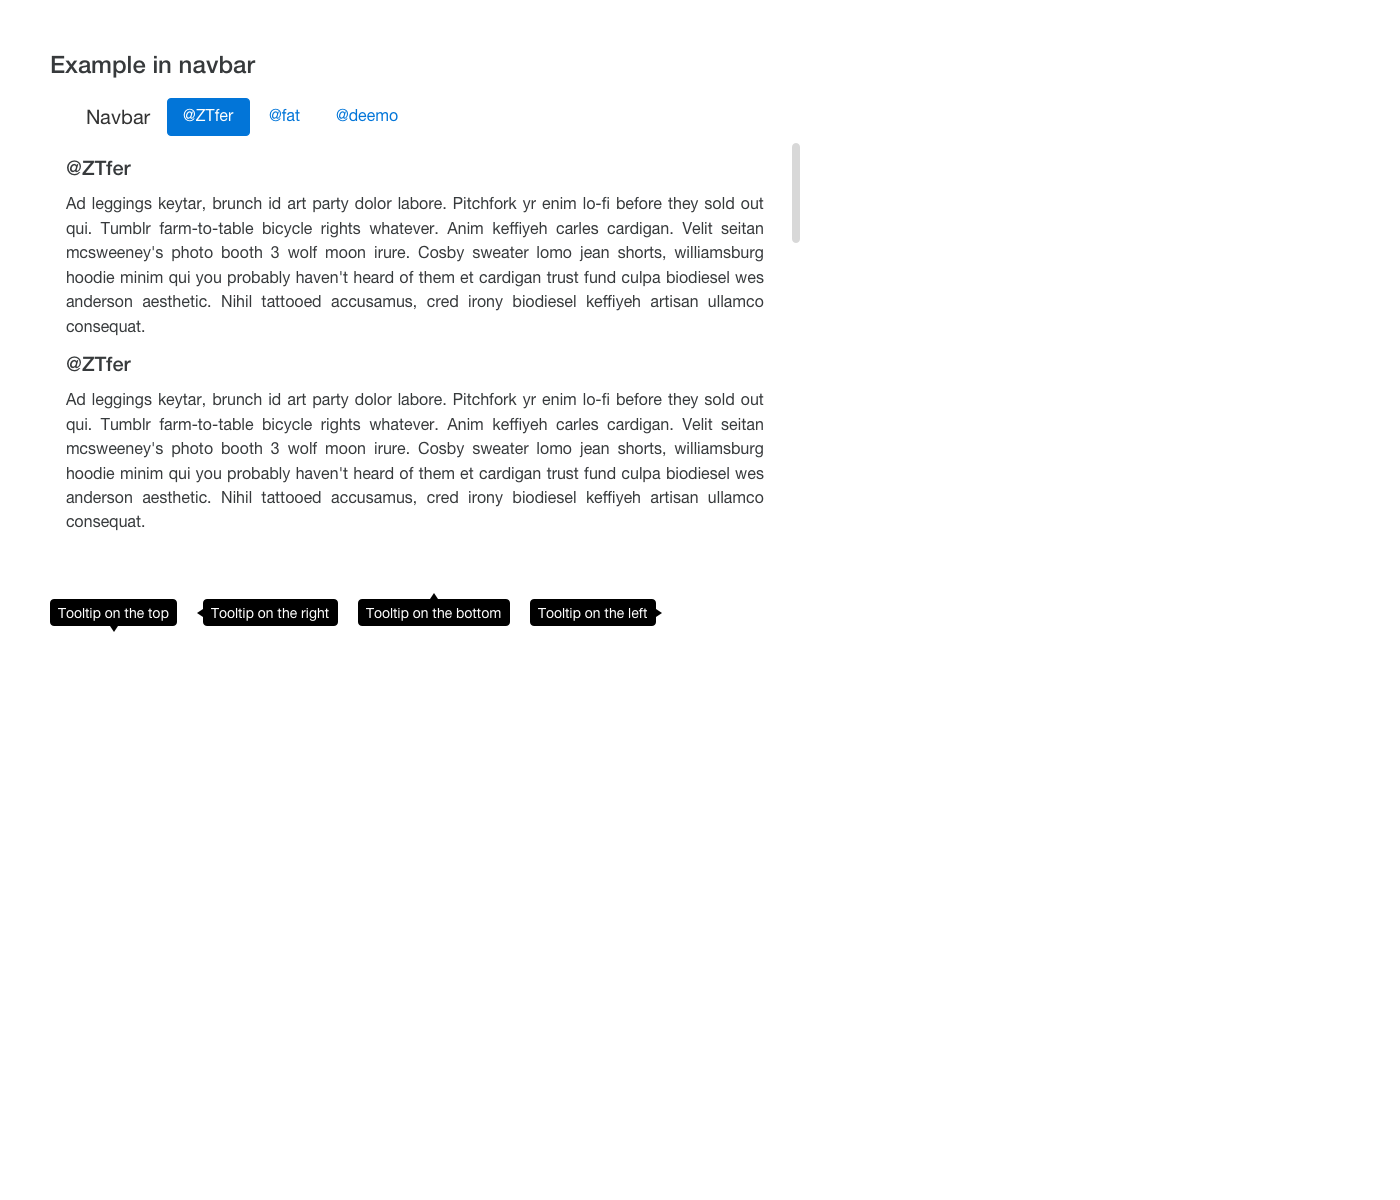 Example in navbar
Navbar @ZTfer @fat @deemo
@ZTfer
Ad leggings keytar, brunch id art party dolor labore. Pitchfork yr enim lo-fi before they sold out
qui. Tumblr farm-to-table bicycle rights whatever. Anim keffiyeh carles cardigan. Velit seitan
mcsweeney's photo booth 3 wolf moon irure. Cosby sweater lomo jean shorts, williamsburg
hoodie minim qui you probably haven't heard of them et cardigan trust fund culpa biodiesel wes
anderson aesthetic. Nihil tattooed accusamus, cred irony biodiesel keffiyeh artisan ullamco
consequat.
@ZTfer
Ad leggings keytar, brunch id art party dolor labore. Pitchfork yr enim lo-fi before they sold out
qui. Tumblr farm-to-table bicycle rights whatever. Anim keffiyeh carles cardigan. Velit seitan
mcsweeney's photo booth 3 wolf moon irure. Cosby sweater lomo jean shorts, williamsburg
hoodie minim qui you probably haven't heard of them et cardigan trust fund culpa biodiesel wes
anderson aesthetic. Nihil tattooed accusamus, cred irony biodiesel keffiyeh artisan ullamco
consequat.
Tooltip on the top Tooltip on the right Tooltip on the bottom Tooltip on the left